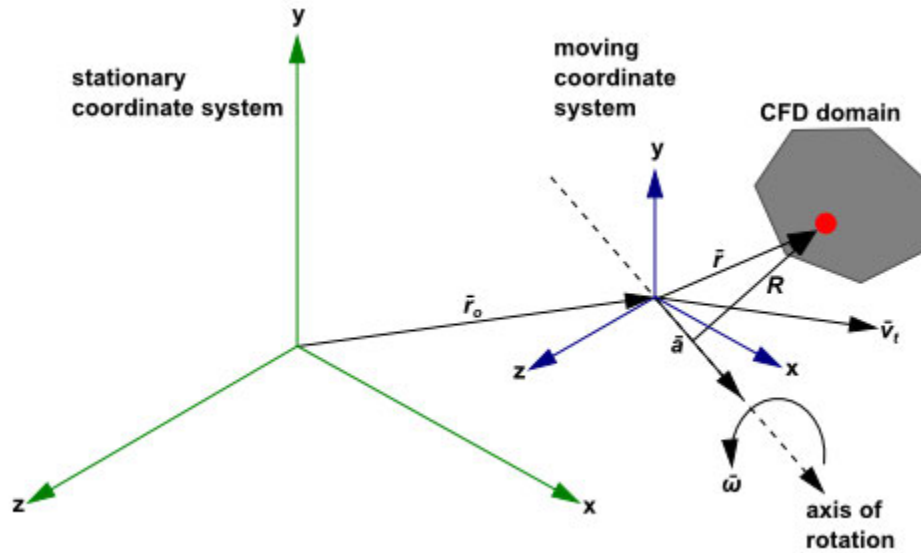 y
stationary
coordinate system
z
x
r̄ₒ
moving
coordinate
system
y
z
x
CFD domain
r̄
R
v̄ₜ
ā
ω̄
axis of
rotation